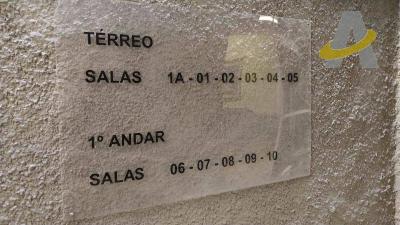 TÉRREO
SALAS 1A - 01 - 02 - 03 - 04 - 05
1º ANDAR
SALAS 06 - 07 - 08 - 09 - 10